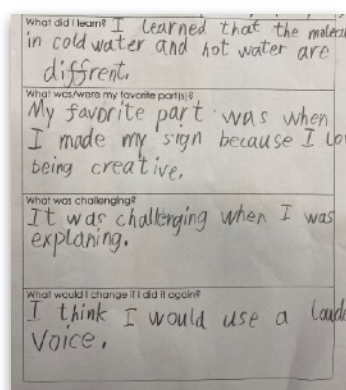 What did I learn? I learned that the molecu
in cold water and hot water are
diffrent.
What was/were my favorite part(s)?
My favorite part was when
I made my sign because I lo
being creative.
What was challenging?
It was challenging when I was
explaning.
What would I change if I did it again?
I think I would use a loud
voice.